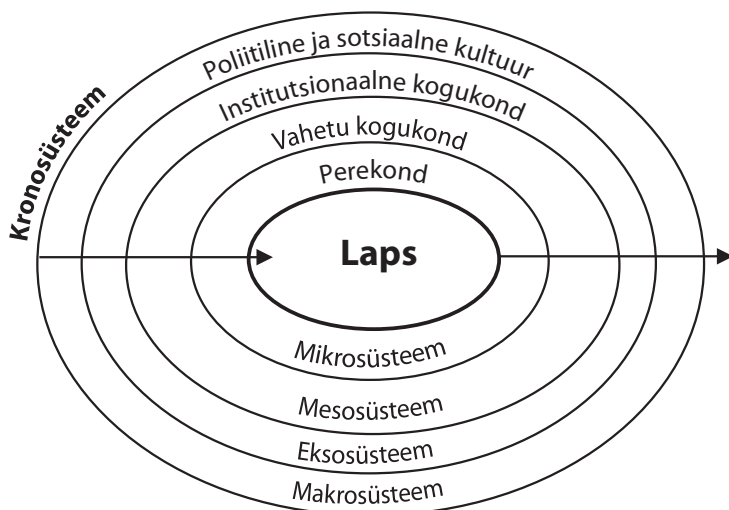 Poliitiline ja sotsiaalne kultuur
Institutsionaalne kogukond
Vahetu kogukond
Perekond
Kronosüsteem
Laps
Mikrosüsteem
Mesosüsteem
Eksosüsteem
Makrosüsteem